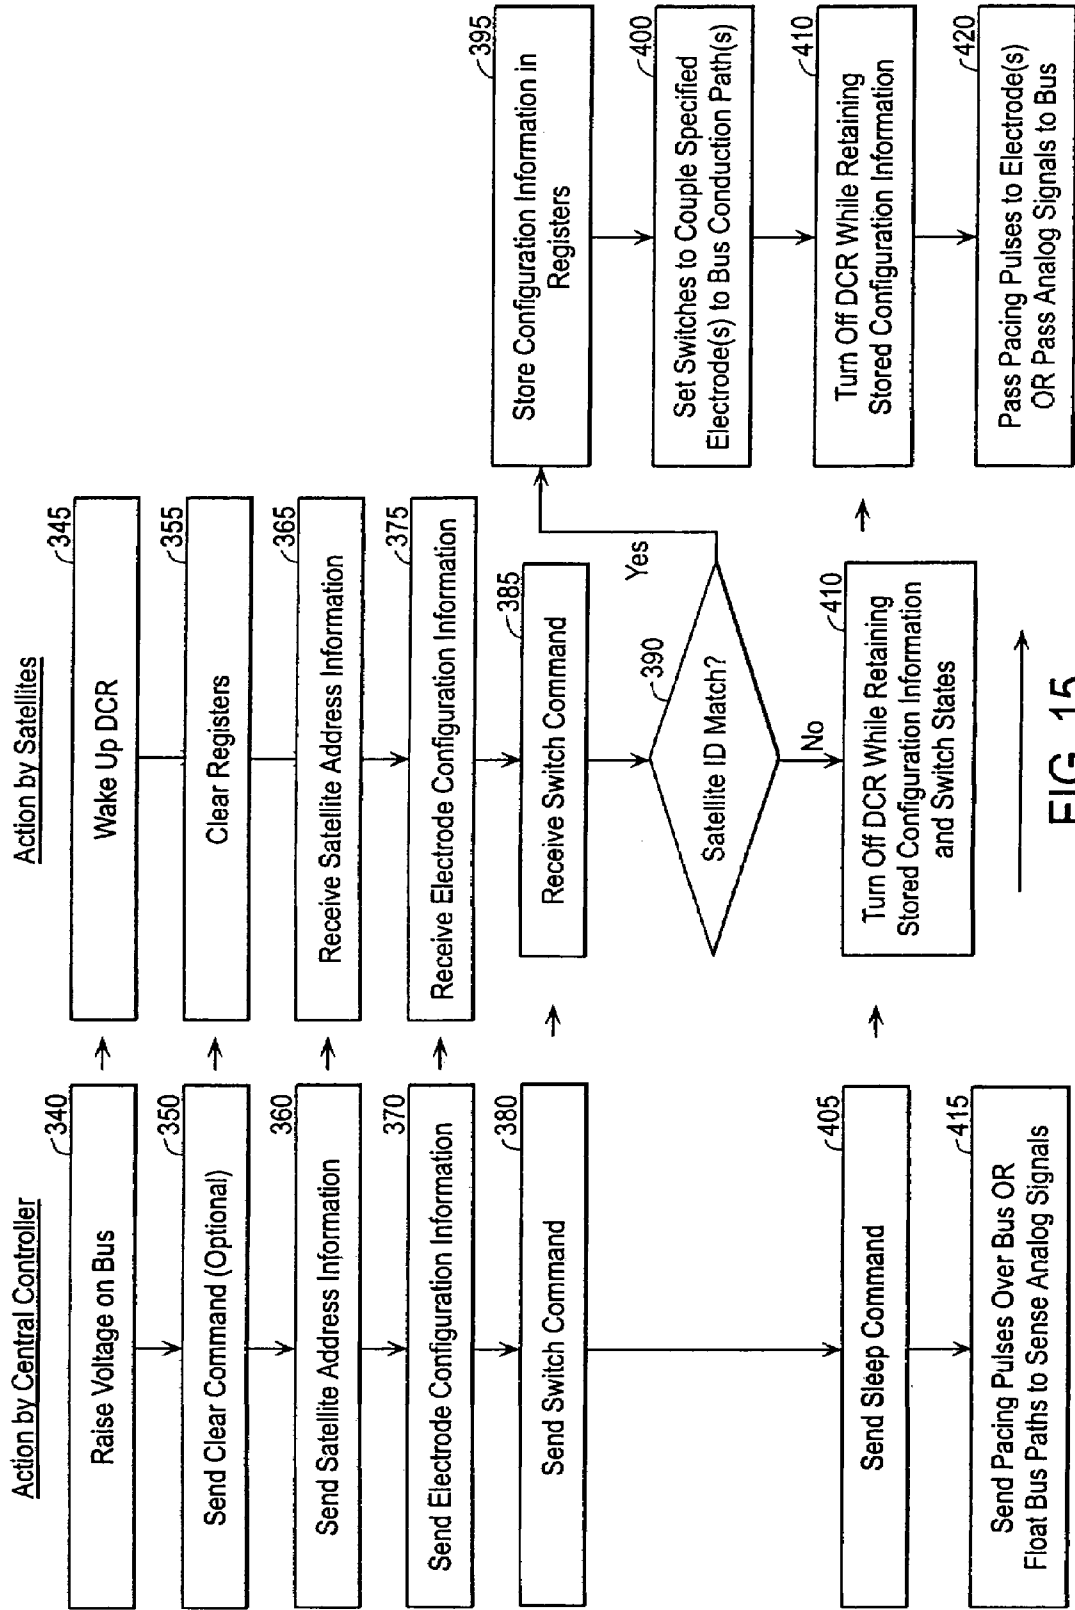 Action by Central Controller
340
Raise Voltage on Bus
350
Send Clear Command (Optional)
360
Send Satellite Address Information
370
Send Electrode Configuration Information
380
Send Switch Command
405
Send Sleep Command
415
Send Pacing Pulses Over Bus OR
Float Bus Paths to Sense Analog Signals
Action by Satellites
345
Wake Up DCR
355
Clear Registers
365
Receive Satellite Address Information
375
Receive Electrode Configuration Information
385
Receive Switch Command
390
Satellite ID Match?
Yes
No
410
Turn Off DCR While Retaining
Stored Configuration Information
and Switch States
395
Store Configuration Information in
Registers
400
Set Switches to Couple Specified
Electrode(s) to Bus Conduction Path(s)
410
Turn Off DCR While Retaining
Stored Configuration Information
420
Pass Pacing Pulses to Electrode(s)
OR Pass Analog Signals to Bus
FIG. 15